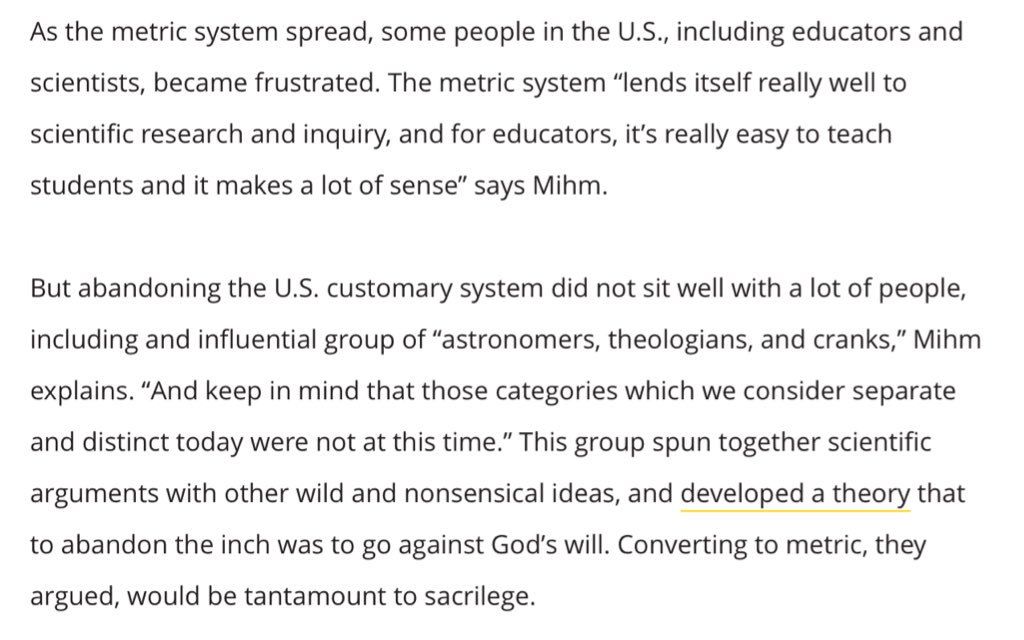 As the metric system spread, some people in the U.S., including educators and
scientists, became frustrated. The metric system “lends itself really well to
scientific research and inquiry, and for educators, it’s really easy to teach
students and it makes a lot of sense” says Mihm.
But abandoning the U.S. customary system did not sit well with a lot of people,
including and influential group of “astronomers, theologians, and cranks,” Mihm
explains. “And keep in mind that those categories which we consider separate
and distinct today were not at this time.” This group spun together scientific
arguments with other wild and nonsensical ideas, and developed a theory that
to abandon the inch was to go against God’s will. Converting to metric, they
argued, would be tantamount to sacrilege.